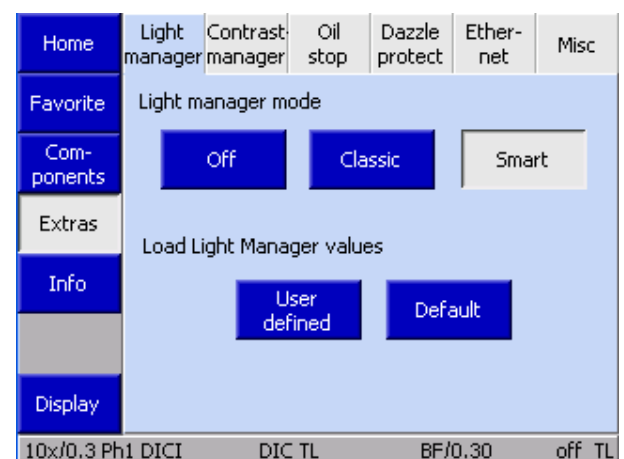 Home
Favorite
Com-
ponents
Extras
Info
Display
Light
manager
Contrast-
manager
Oil
stop
Dazzle
protect
Ether-
net
Misc
Light manager mode
Off
Classic
Smart
Load Light Manager values
User
defined
Default
10x/0.3 Ph1 DICI DIC TL BF/0.30 off TL